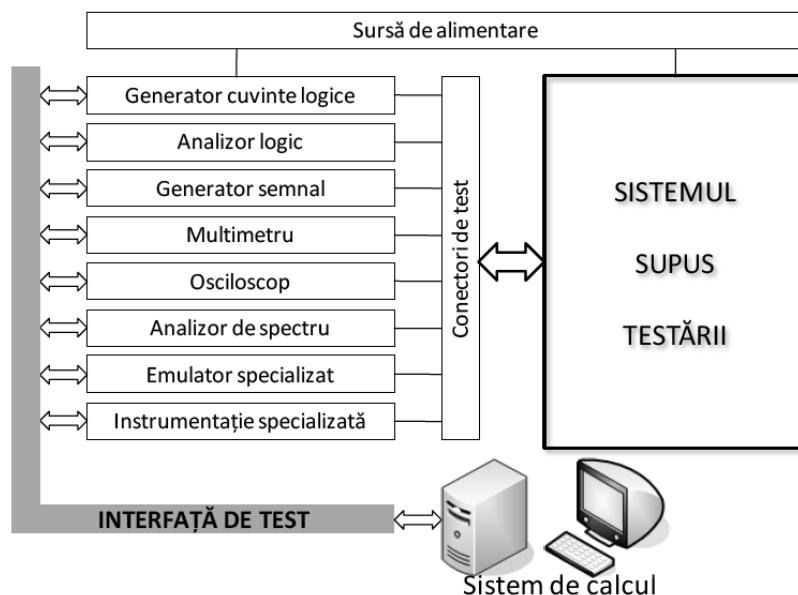 Sursă de alimentare
Generator cuvinte logice
Analizor logic
Generator semnal
Multimetru
Osciloscop
Analizor de spectru
Emulator specializat
Instrumentație specializată
Conectori de test
SISTEMUL
SUPUS
TESTĂRII
INTERFAȚĂ DE TEST
Sistem de calcul